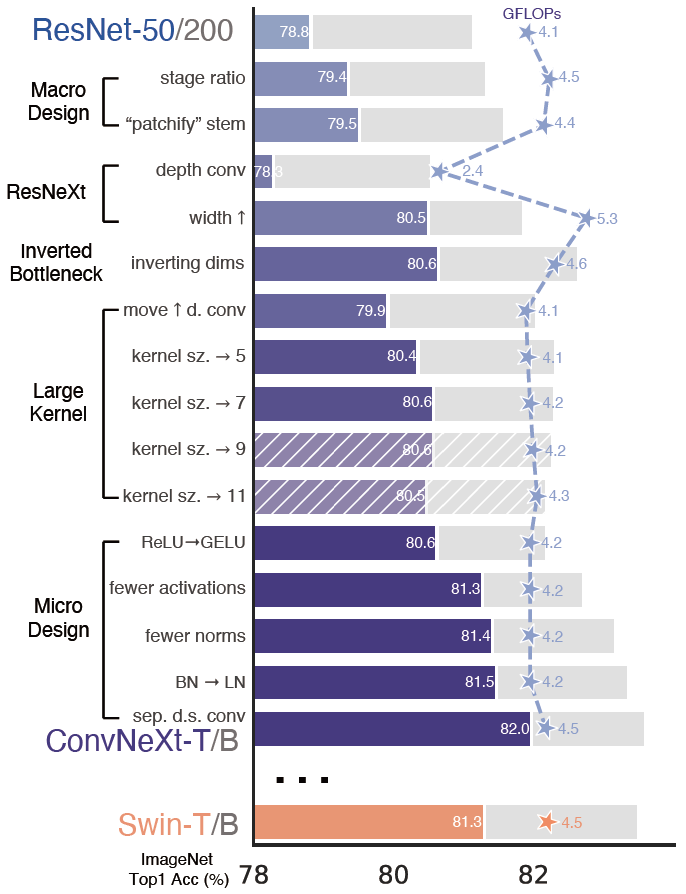 GFLOPs
ResNet-50/200 78.8 4.1
Macro
Design
stage ratio 79.4 4.5
“patchify” stem 79.5 4.4
ResNeXt
depth conv 78.3 2.4
width ↑ 80.5 5.3
Inverted
Bottleneck
inverting dims 80.6 4.6
Large
Kernel
move ↑ d. conv 79.9 4.1
kernel sz. → 5 80.4 4.1
kernel sz. → 7 80.6 4.2
kernel sz. → 9 80.6 4.2
kernel sz. → 11 80.5 4.3
Micro
Design
ReLU→GELU 80.6 4.2
fewer activations 81.3 4.2
fewer norms 81.4 4.2
BN → LN 81.5 4.2
sep. d.s. conv 82.0 4.5
ConvNeXt-T/B
...
Swin-T/B 81.3 4.5
ImageNet
Top1 Acc (%) 78 80 82